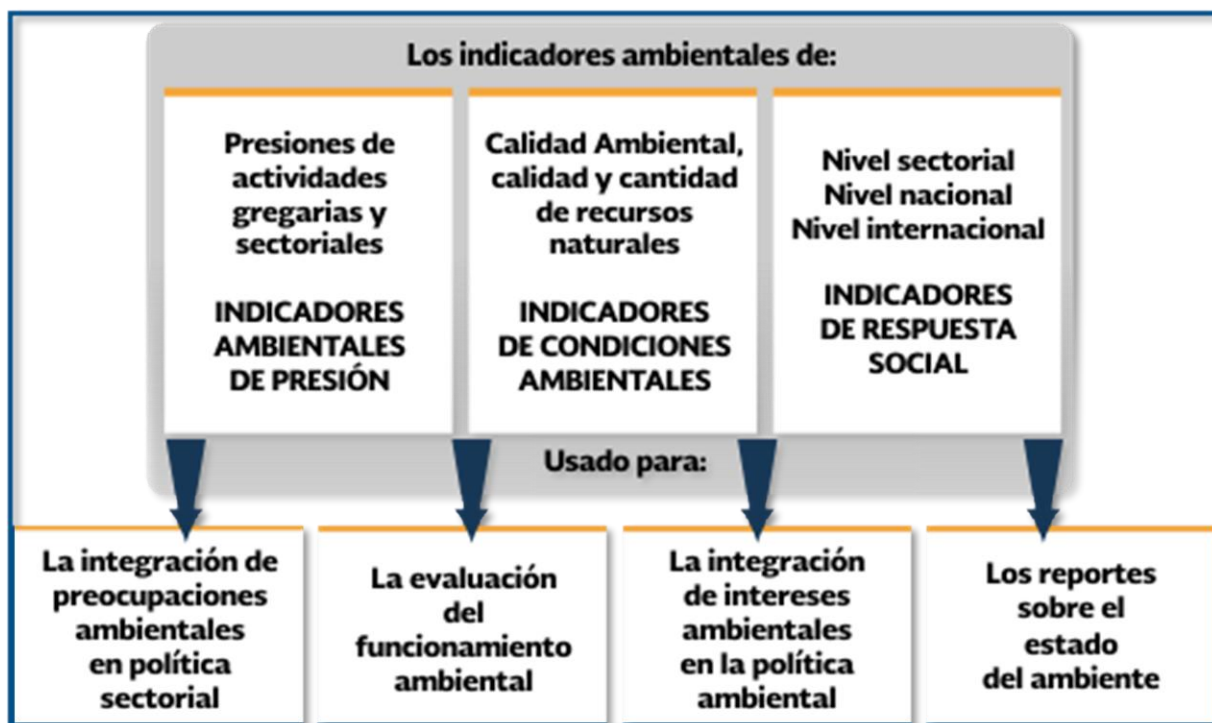 Los indicadores ambientales de:
Presiones de
actividades
gregarias y
sectoriales
INDICADORES
AMBIENTALES
DE PRESIÓN
Calidad Ambiental,
calidad y cantidad
de recursos
naturales
INDICADORES
DE CONDICIONES
AMBIENTALES
Nivel sectorial
Nivel nacional
Nivel internacional
INDICADORES
DE RESPUESTA
SOCIAL
Usado para:
La integración de
preocupaciones
ambientales
en política
sectorial
La evaluación
del
funcionamiento
ambiental
La integración
de intereses
ambientales
en la política
ambiental
Los reportes
sobre el
estado
del ambiente